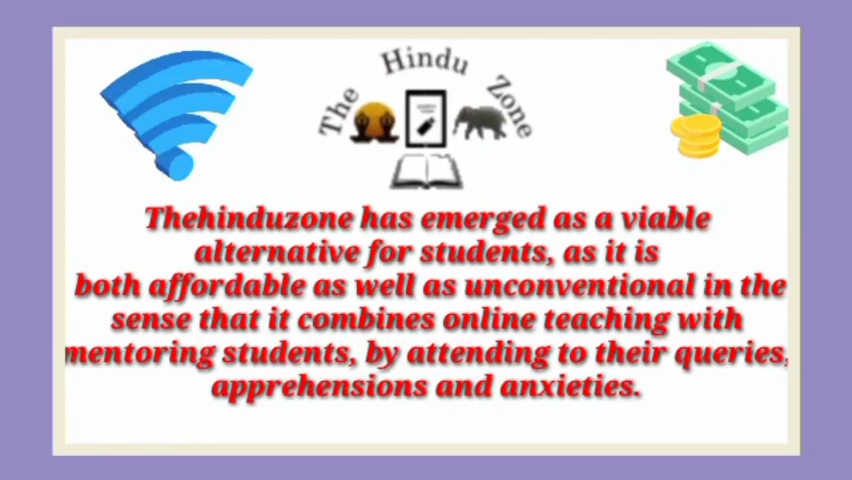 The Hindu Zone
Thehinduzone has emerged as a viable
alternative for students, as it is
both affordable as well as unconventional in the
sense that it combines online teaching with
mentoring students, by attending to their queries,
apprehensions and anxieties.